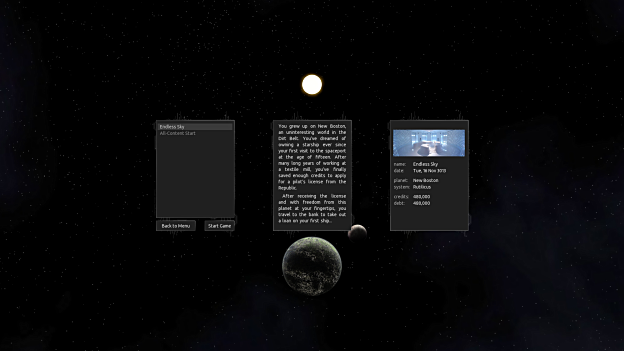 Endless Sky
All-Content Start
Back to Menu
Start Game
You grew up on New Boston,
an uninteresting world in the
Dirt Belt. You've dreamed of
owning a starship ever since
your first visit to the spaceport
at the age of fifteen. After
many long years of working at
a textile mill, you've finally
saved enough credits to apply
for a pilot's license from the
Republic.
After receiving the license
and with freedom from this
planet at your fingertips, you
travel to the bank to take out
a loan on your first ship...
name: Endless Sky
date: Tue, 16 Nov 3013
planet: New Boston
system: Rutilicus
credits: 480,000
debt: 480,000